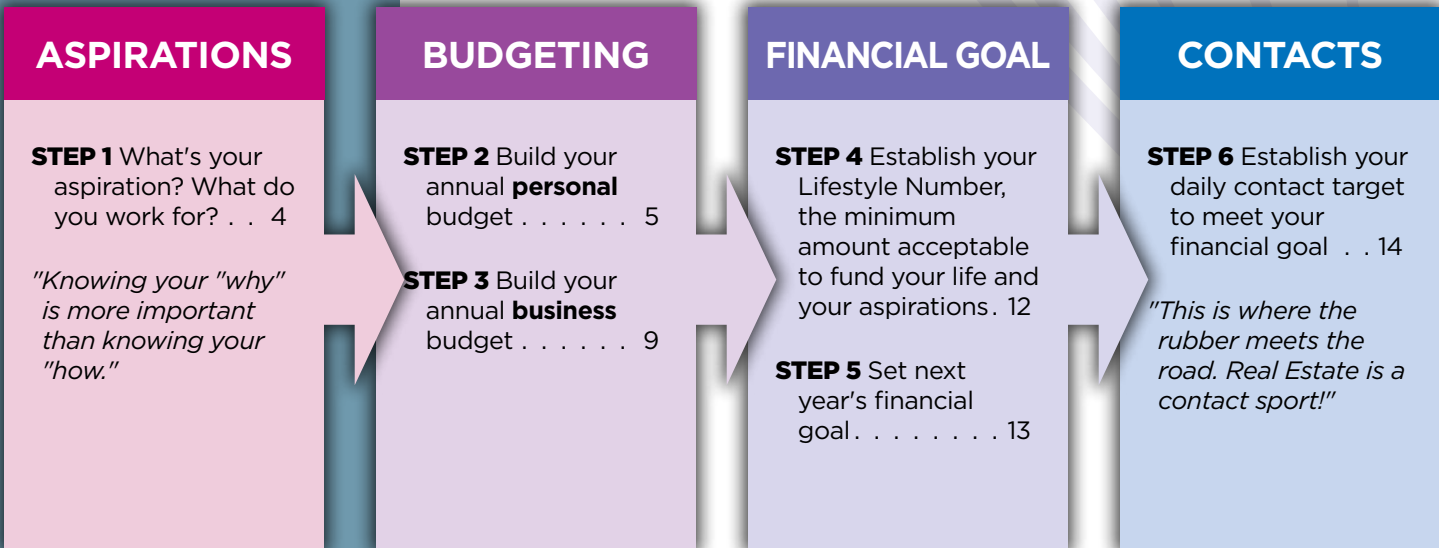 ASPIRATIONS
STEP 1 What's your
aspiration? What do
you work for? . . 4
"Knowing your "why"
is more important
than knowing your
"how."
BUDGETING
STEP 2 Build your
annual personal
budget . . . . . . 5
STEP 3 Build your
annual business
budget . . . . . . 9
FINANCIAL GOAL
STEP 4 Establish your
Lifestyle Number,
the minimum
amount acceptable
to fund your life and
your aspirations. 12
STEP 5 Set next
year's financial
goal. . . . . . . . 13
CONTACTS
STEP 6 Establish your
daily contact target
to meet your
financial goal . . 14
"This is where the
rubber meets the
road. Real Estate is a
contact sport!"